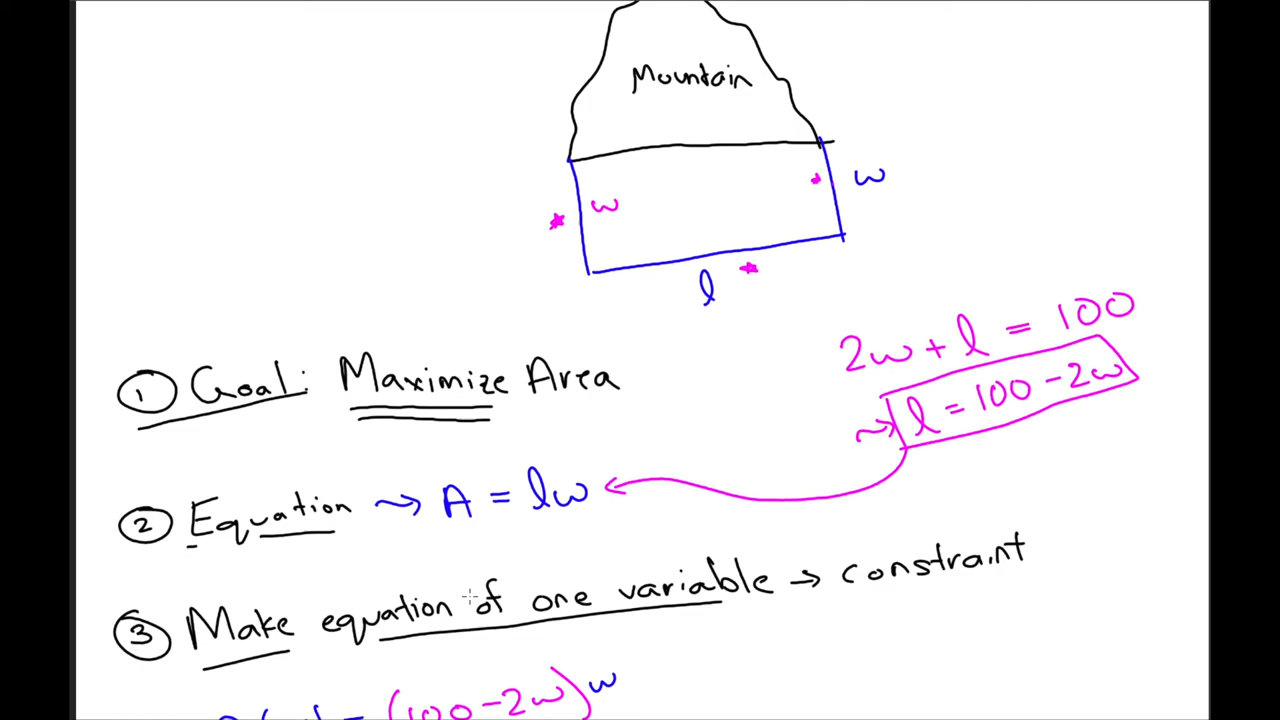 Mountain
w
w
l
2w + l = 100
① Goal: Maximize Area
l = 100 - 2w
② Equation ⇝ A = lw
③ Make equation of one variable → constraint
(100 - 2w) w